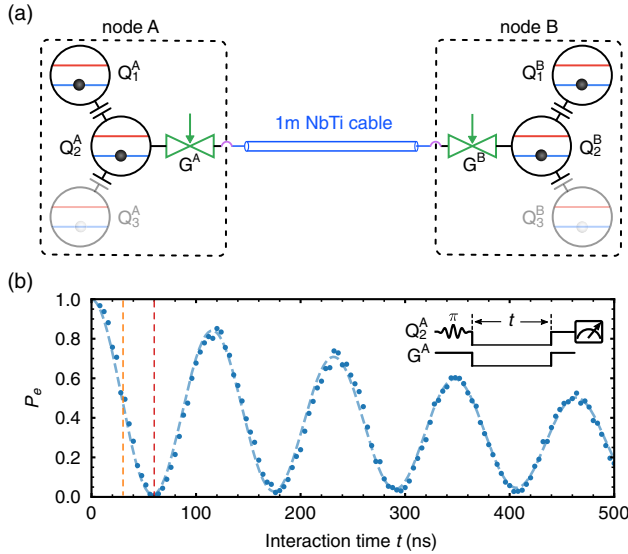 (a)
node A
node B
Q₁ᴬ
Q₁ᴮ
1m NbTi cable
Q₂ᴬ
Gᴬ
Gᴮ
Q₂ᴮ
Q₃ᴬ
Q₃ᴮ
(b)
1.0
0.8
0.6
0.4
0.2
0.0
Pₑ
π
t
Q₂ᴬ
Gᴬ
0
100
200
300
400
500
Interaction time t (ns)